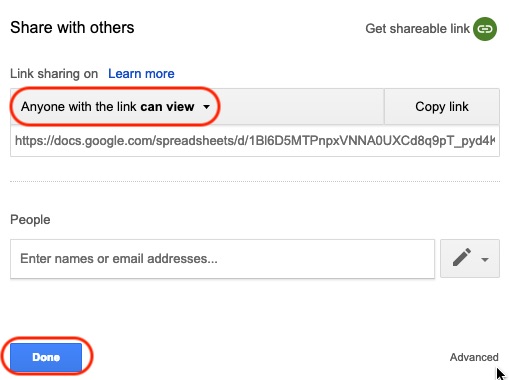 Share with others
Get shareable link
Link sharing on Learn more
Anyone with the link can view
Copy link
https://docs.google.com/spreadsheets/d/1Bl6D5MTPnpxVNNA0UXCd8q9pT_pyd4K
People
Enter names or email addresses...
Done
Advanced